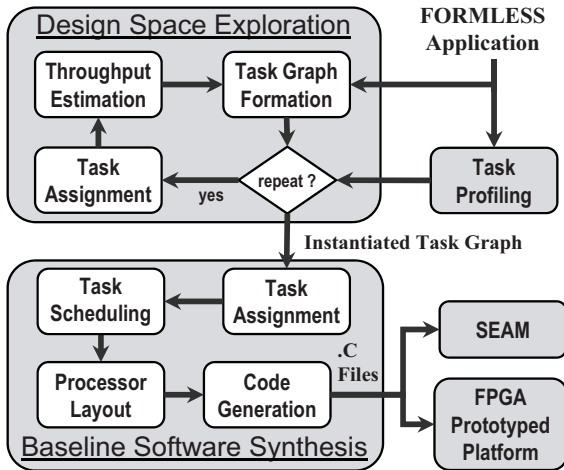 Design Space Exploration
FORMLESS
Application
Throughput
Estimation
Task Graph
Formation
Task
Assignment
yes
repeat ?
Task
Profiling
Instantiated Task Graph
Task
Scheduling
Task
Assignment
Processor
Layout
Code
Generation
.C
Files
SEAM
FPGA
Prototyped
Platform
Baseline Software Synthesis